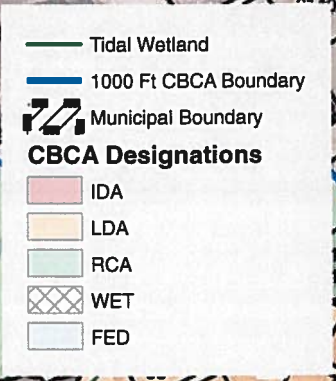 Tidal Wetland
1000 Ft CBCA Boundary
Municipal Boundary
CBCA Designations
IDA
LDA
RCA
WET
FED